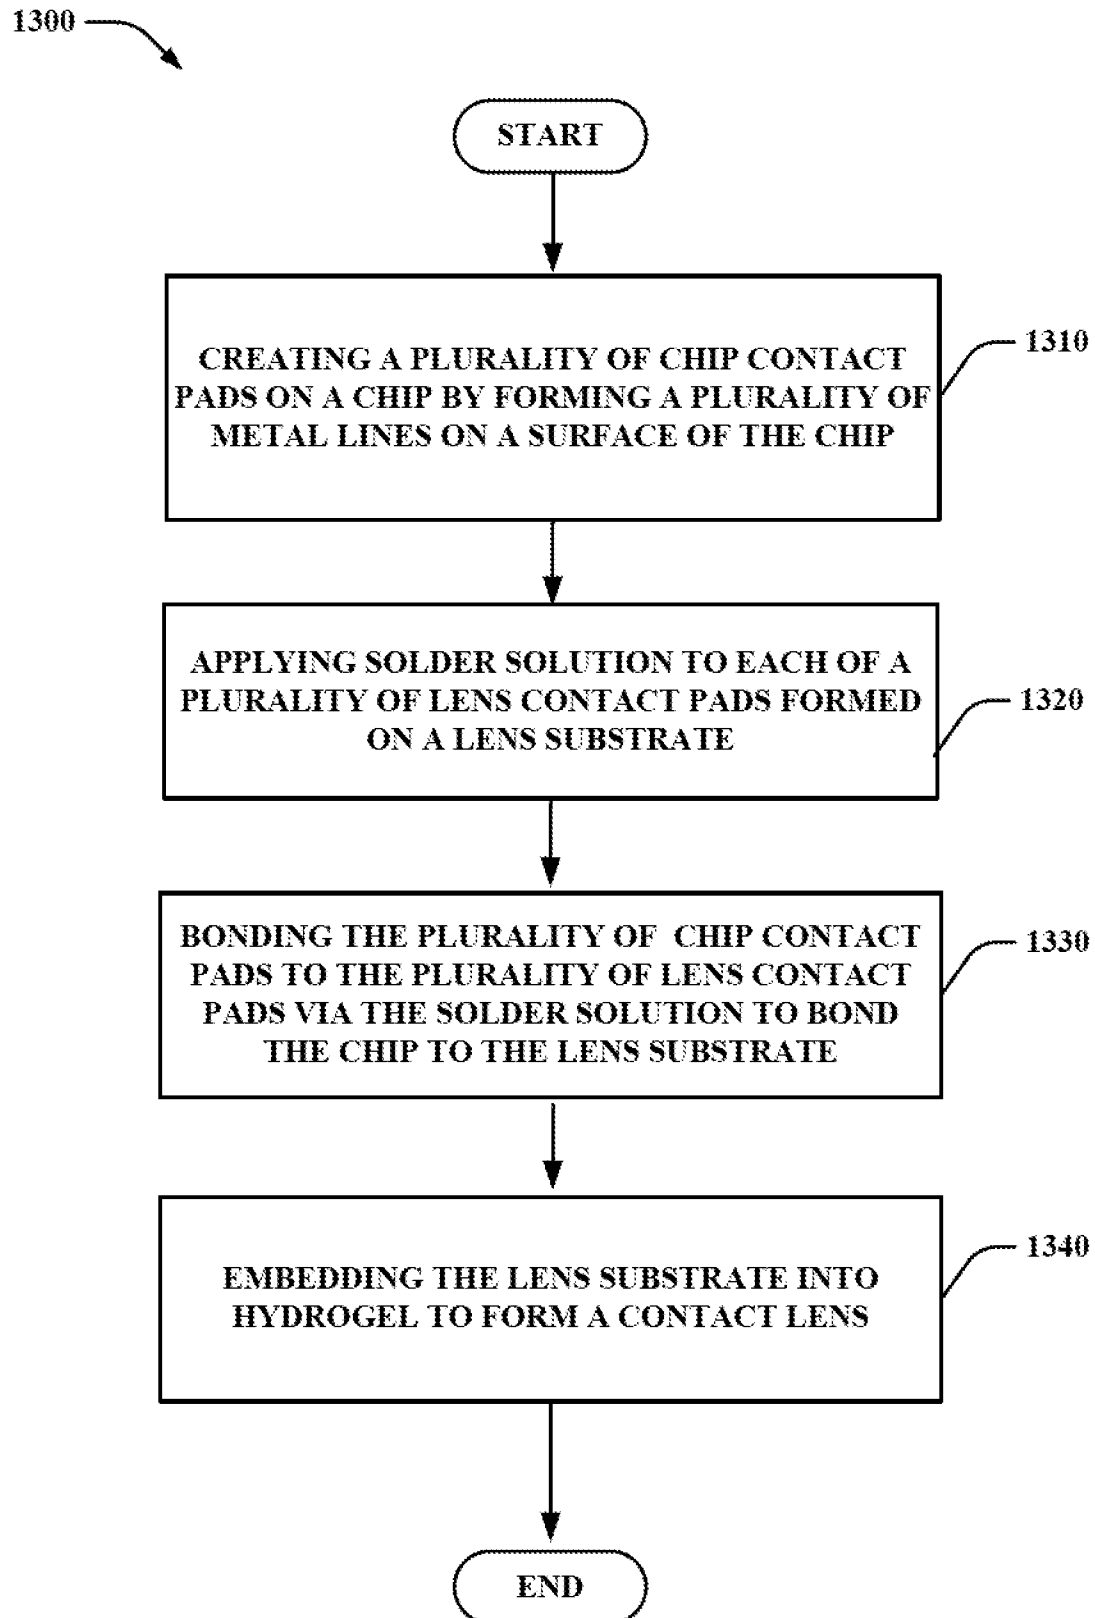 1300
START
CREATING A PLURALITY OF CHIP CONTACT
PADS ON A CHIP BY FORMING A PLURALITY OF
METAL LINES ON A SURFACE OF THE CHIP
1310
APPLYING SOLDER SOLUTION TO EACH OF A
PLURALITY OF LENS CONTACT PADS FORMED
ON A LENS SUBSTRATE
1320
BONDING THE PLURALITY OF CHIP CONTACT
PADS TO THE PLURALITY OF LENS CONTACT
PADS VIA THE SOLDER SOLUTION TO BOND
THE CHIP TO THE LENS SUBSTRATE
1330
EMBEDDING THE LENS SUBSTRATE INTO
HYDROGEL TO FORM A CONTACT LENS
1340
END